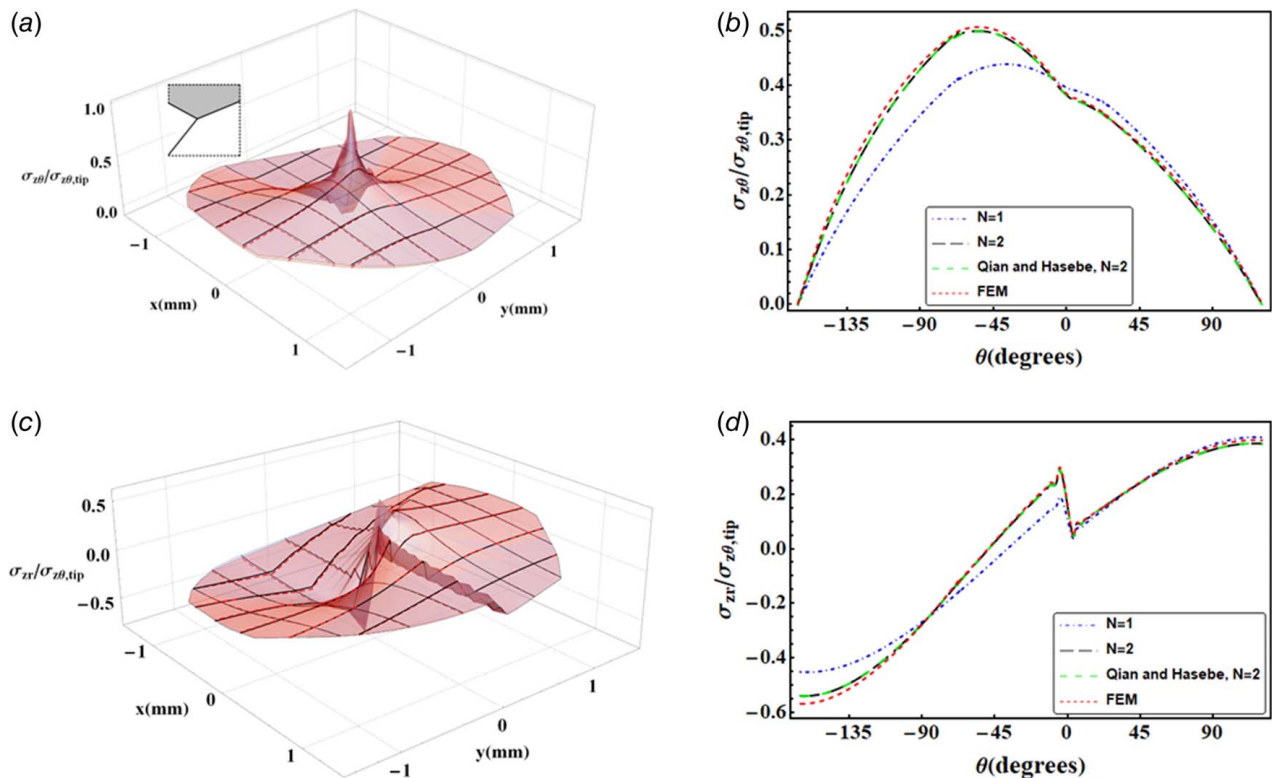 (a)
1.0
0.5
0.0
σzθ/σzθ,tip
−1
0
1
x(mm)
−1
0
1
y(mm)
(b)
0.5
0.4
0.3
0.2
0.1
0.0
σzθ/σzθ,tip
N=1
N=2
Qian and Hasebe, N=2
FEM
−135 −90 −45 0 45 90
θ(degrees)
(c)
0.5
0.0
−0.5
σzr/σzθ,tip
−1
0
1
x(mm)
−1
0
1
y(mm)
(d)
0.4
0.2
0.0
−0.2
−0.4
−0.6
σzr/σzθ,tip
N=1
N=2
Qian and Hasebe, N=2
FEM
−135 −90 −45 0 45 90
θ(degrees)